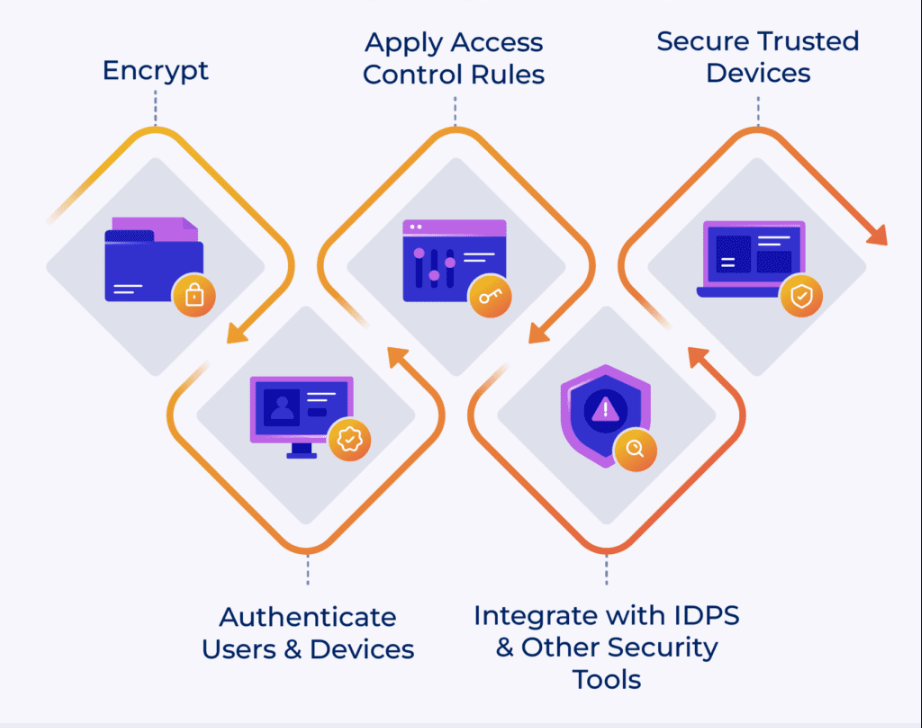 Encrypt
Apply Access
Control Rules
Secure Trusted
Devices
Authenticate
Users & Devices
Integrate with IDPS
& Other Security
Tools